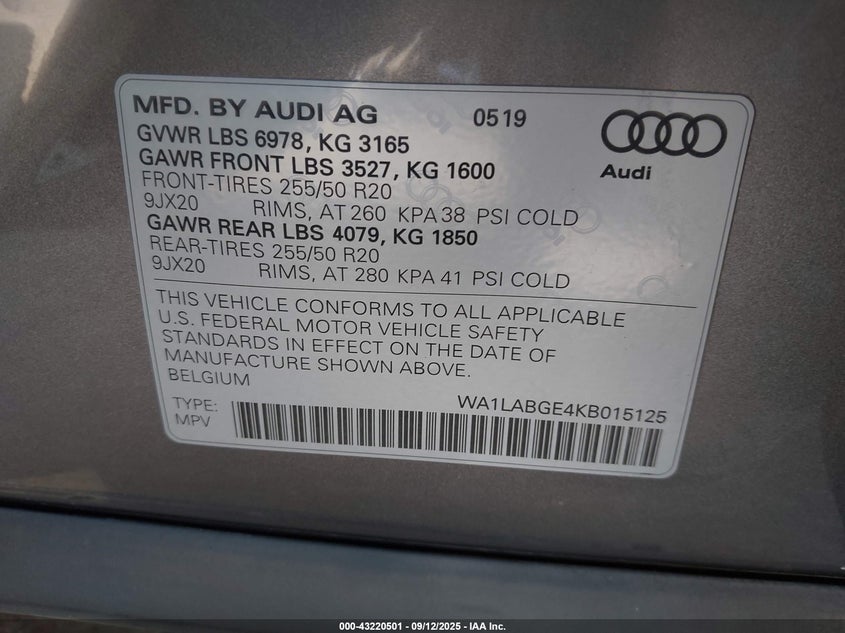 MFD. BY AUDI AG 0519
GVWR LBS 6978, KG 3165
GAWR FRONT LBS 3527, KG 1600
FRONT-TIRES 255/50 R20
9JX20 RIMS, AT 260 KPA 38 PSI COLD
GAWR REAR LBS 4079, KG 1850
REAR-TIRES 255/50 R20
9JX20 RIMS, AT 280 KPA 41 PSI COLD
Audi
THIS VEHICLE CONFORMS TO ALL APPLICABLE
U.S. FEDERAL MOTOR VEHICLE SAFETY
STANDARDS IN EFFECT ON THE DATE OF
MANUFACTURE SHOWN ABOVE.
BELGIUM
WA1LABGE4KB015125
TYPE:
MPV
000-43220501 - 09/12/2025 - IAA Inc.